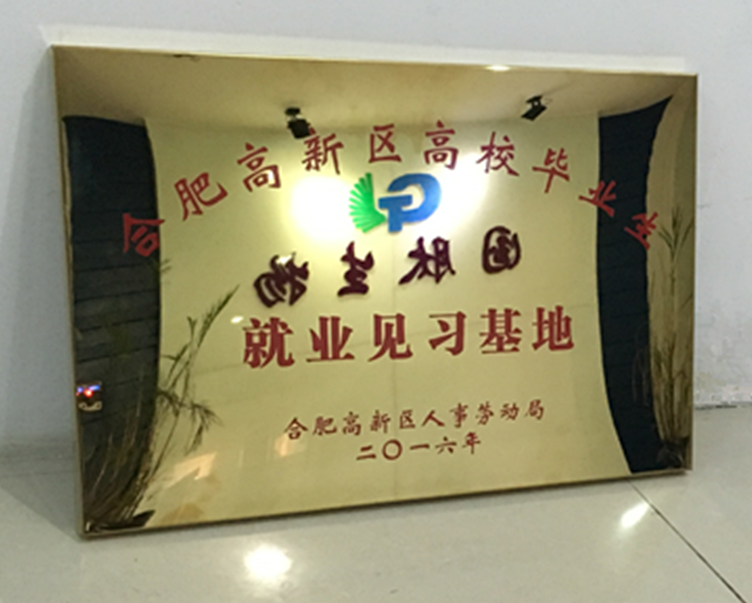 合肥高新区高校毕业生
就业见习基地
合肥高新区人事劳动局
二〇一六年